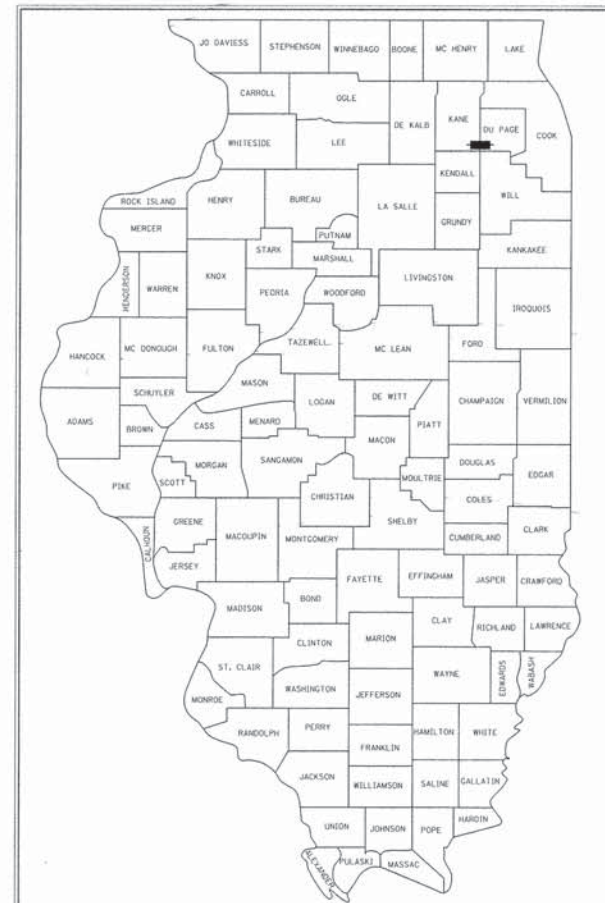 JO DAVIESS
STEPHENSON
WINNEBAGO
BOONE
MC HENRY
LAKE
CARROLL
OGLE
DE KALB
KANE
DU PAGE
COOK
WHITESIDE
LEE
KENDALL
WILL
ROCK ISLAND
HENRY
BUREAU
LA SALLE
GRUNDY
MERCER
PUTNAM
STARK
MARSHALL
KANKAKEE
HENDERSON
WARREN
KNOX
PEORIA
WOODFORD
LIVINGSTON
IROQUOIS
HANCOCK
MC DONOUGH
FULTON
TAZEWELL
MC LEAN
FORD
MASON
SCHUYLER
LOGAN
DE WITT
CHAMPAIGN
VERMILION
ADAMS
BROWN
CASS
MENARD
PIATT
MACON
PIKE
SCOTT
MORGAN
SANGAMON
MOULTRIE
DOUGLAS
EDGAR
CHRISTIAN
COLES
CALHOUN
GREENE
MACOUPIN
SHELBY
CUMBERLAND
CLARK
JERSEY
MONTGOMERY
FAYETTE
EFFINGHAM
JASPER
CRAWFORD
MADISON
BOND
CLAY
RICHLAND
LAWRENCE
CLINTON
MARION
ST. CLAIR
WAYNE
EDWARDS
WABASH
MONROE
WASHINGTON
JEFFERSON
RANDOLPH
PERRY
HAMILTON
WHITE
FRANKLIN
JACKSON
WILLIAMSON
SALINE
GALLATIN
UNION
JOHNSON
POPE
HARDIN
ALEXANDER
PULASKI
MASSAC